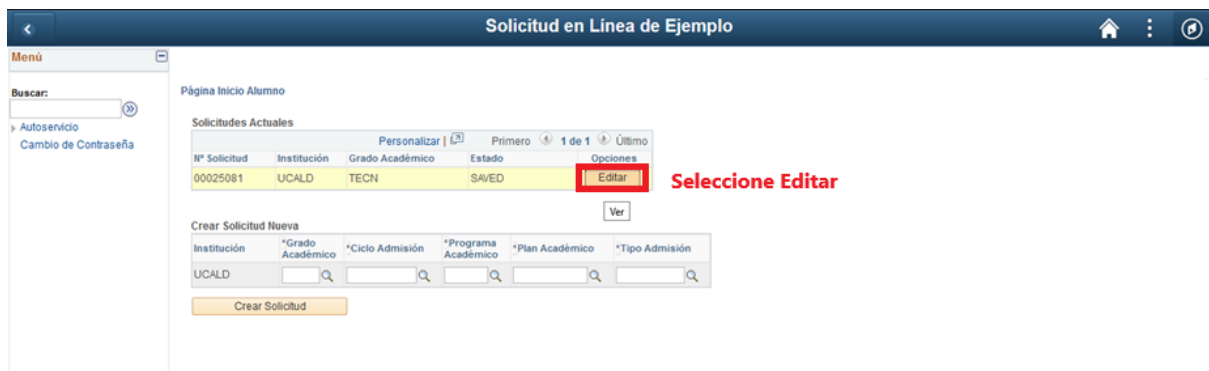 Solicitud en Línea de Ejemplo
Menú
Buscar:
Autoservicio
Cambio de Contraseña
Página Inicio Alumno
Solicitudes Actuales
Personalizar | Primero 1 de 1 Último
Nº Solicitud Institución Grado Académico Estado Opciones
00025081 UCALD TECN SAVED Editar
Seleccione Editar
Ver
Crear Solicitud Nueva
Institución *Grado Académico *Ciclo Admisión *Programa Académico *Plan Académico *Tipo Admisión
UCALD
Crear Solicitud